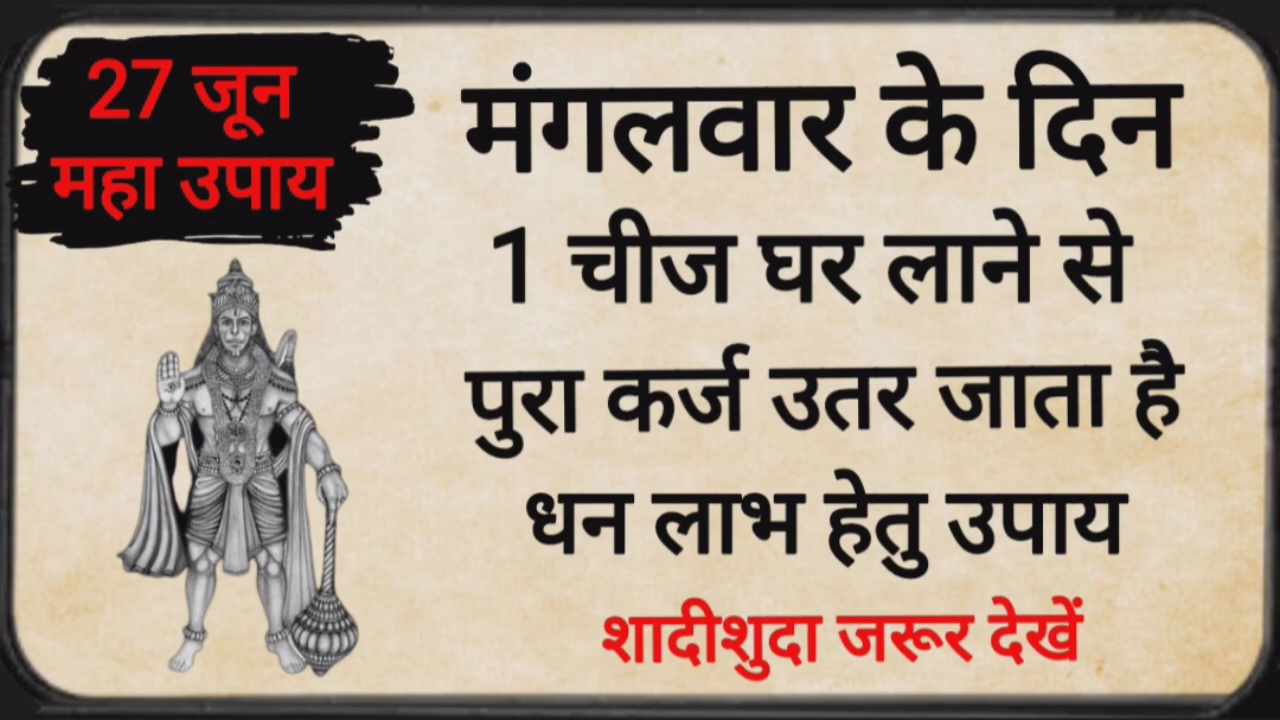 27 जून
महा उपाय
मंगलवार के दिन
1 चीज घर लाने से
पुरा कर्ज उतर जाता है
धन लाभ हेतु उपाय
शादीशुदा जरूर देखें